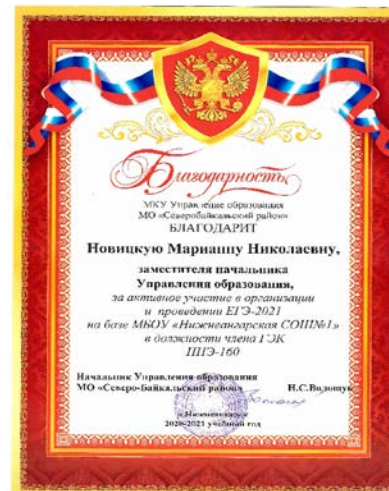 Благодарность
МКУ Управление образования
МО «Северобайкальский район»
БЛАГОДАРИТ
Новицкую Марианну Николаевну,
заместителя начальника
Управления образования,
за активное участие в организации
и проведении ЕГЭ-2021
на базе МБОУ «Нижнеангарская СОШ№1»
в должности члена ГЭК
ППЭ-160
Начальник Управления образования
МО «Северо-Байкальский район» Н.С.Волощук
п.Нижнеангарск
2020-2021 учебный год